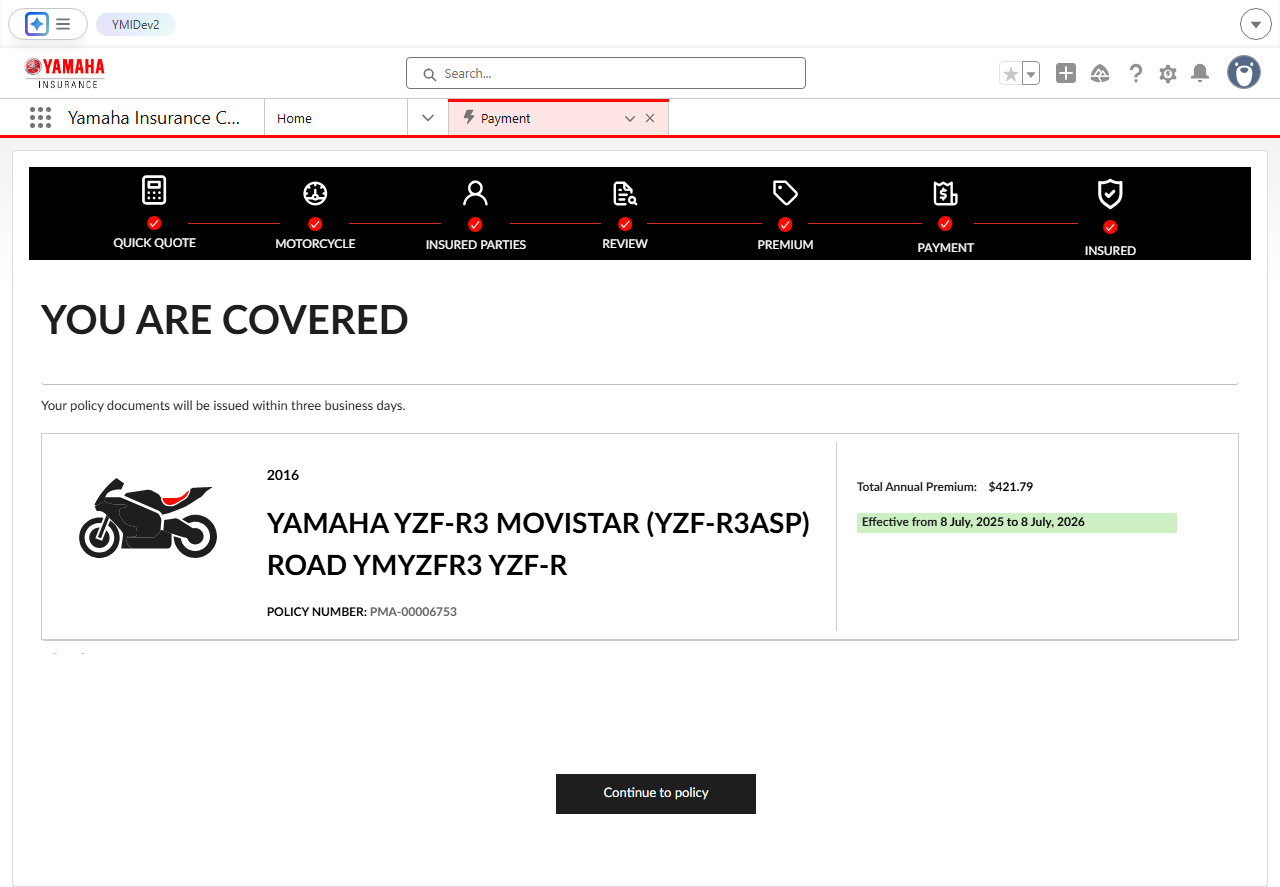 YMIDev2
YAMAHA
INSURANCE
Search...
Yamaha Insurance C...
Home
Payment
QUICK QUOTE
MOTORCYCLE
INSURED PARTIES
REVIEW
PREMIUM
PAYMENT
INSURED
YOU ARE COVERED
Your policy documents will be issued within three business days.
2016
YAMAHA YZF-R3 MOVISTAR (YZF-R3ASP)
ROAD YMYZFR3 YZF-R
POLICY NUMBER: PMA-00006753
Total Annual Premium: $421.79
Effective from 8 July, 2025 to 8 July, 2026
Continue to policy